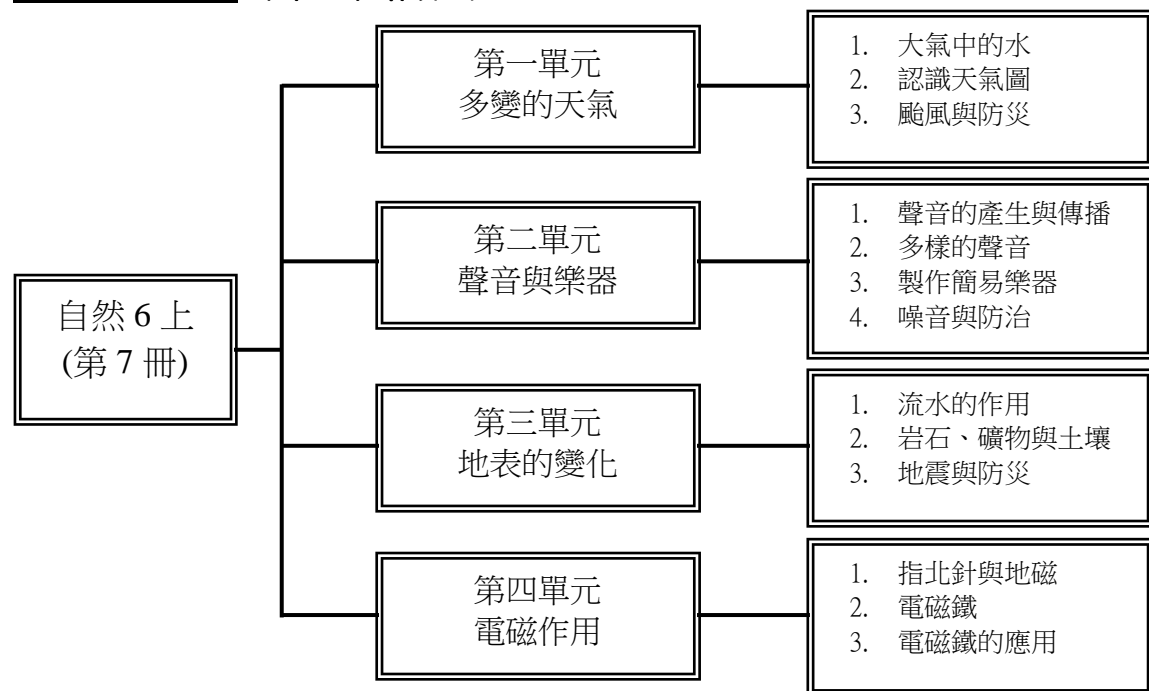 自然 6 上
(第 7 冊)
第一單元
多變的天氣
1. 大氣中的水
2. 認識天氣圖
3. 颱風與防災
第二單元
聲音與樂器
1. 聲音的產生與傳播
2. 多樣的聲音
3. 製作簡易樂器
4. 噪音與防治
第三單元
地表的變化
1. 流水的作用
2. 岩石、礦物與土壤
3. 地震與防災
第四單元
電磁作用
1. 指北針與地磁
2. 電磁鐵
3. 電磁鐵的應用